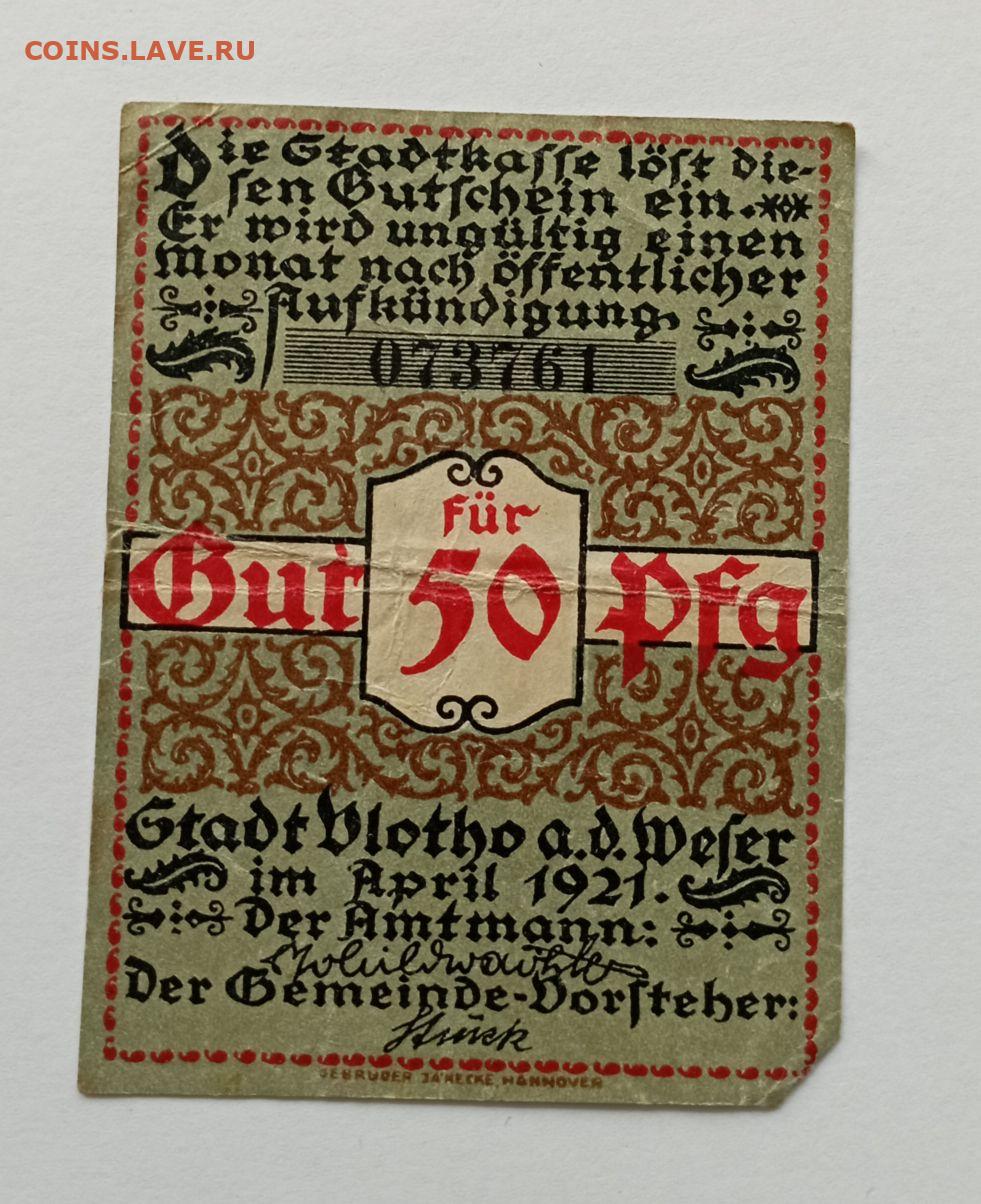 COINS.LAVE.RU
Die Stadtkasse löst die-
sen Gutschein ein.
Er wird ungültig einen
Monat nach öffentlicher
Aufkündigung.
073761
Gut für 50 Pfg
Stadt Vlotho a.d. Weser
im April 1921.
Der Amtmann:
Der Gemeinde-Vorsteher:
Stück
GEBRÜDER JÄNECKE, HANNOVER